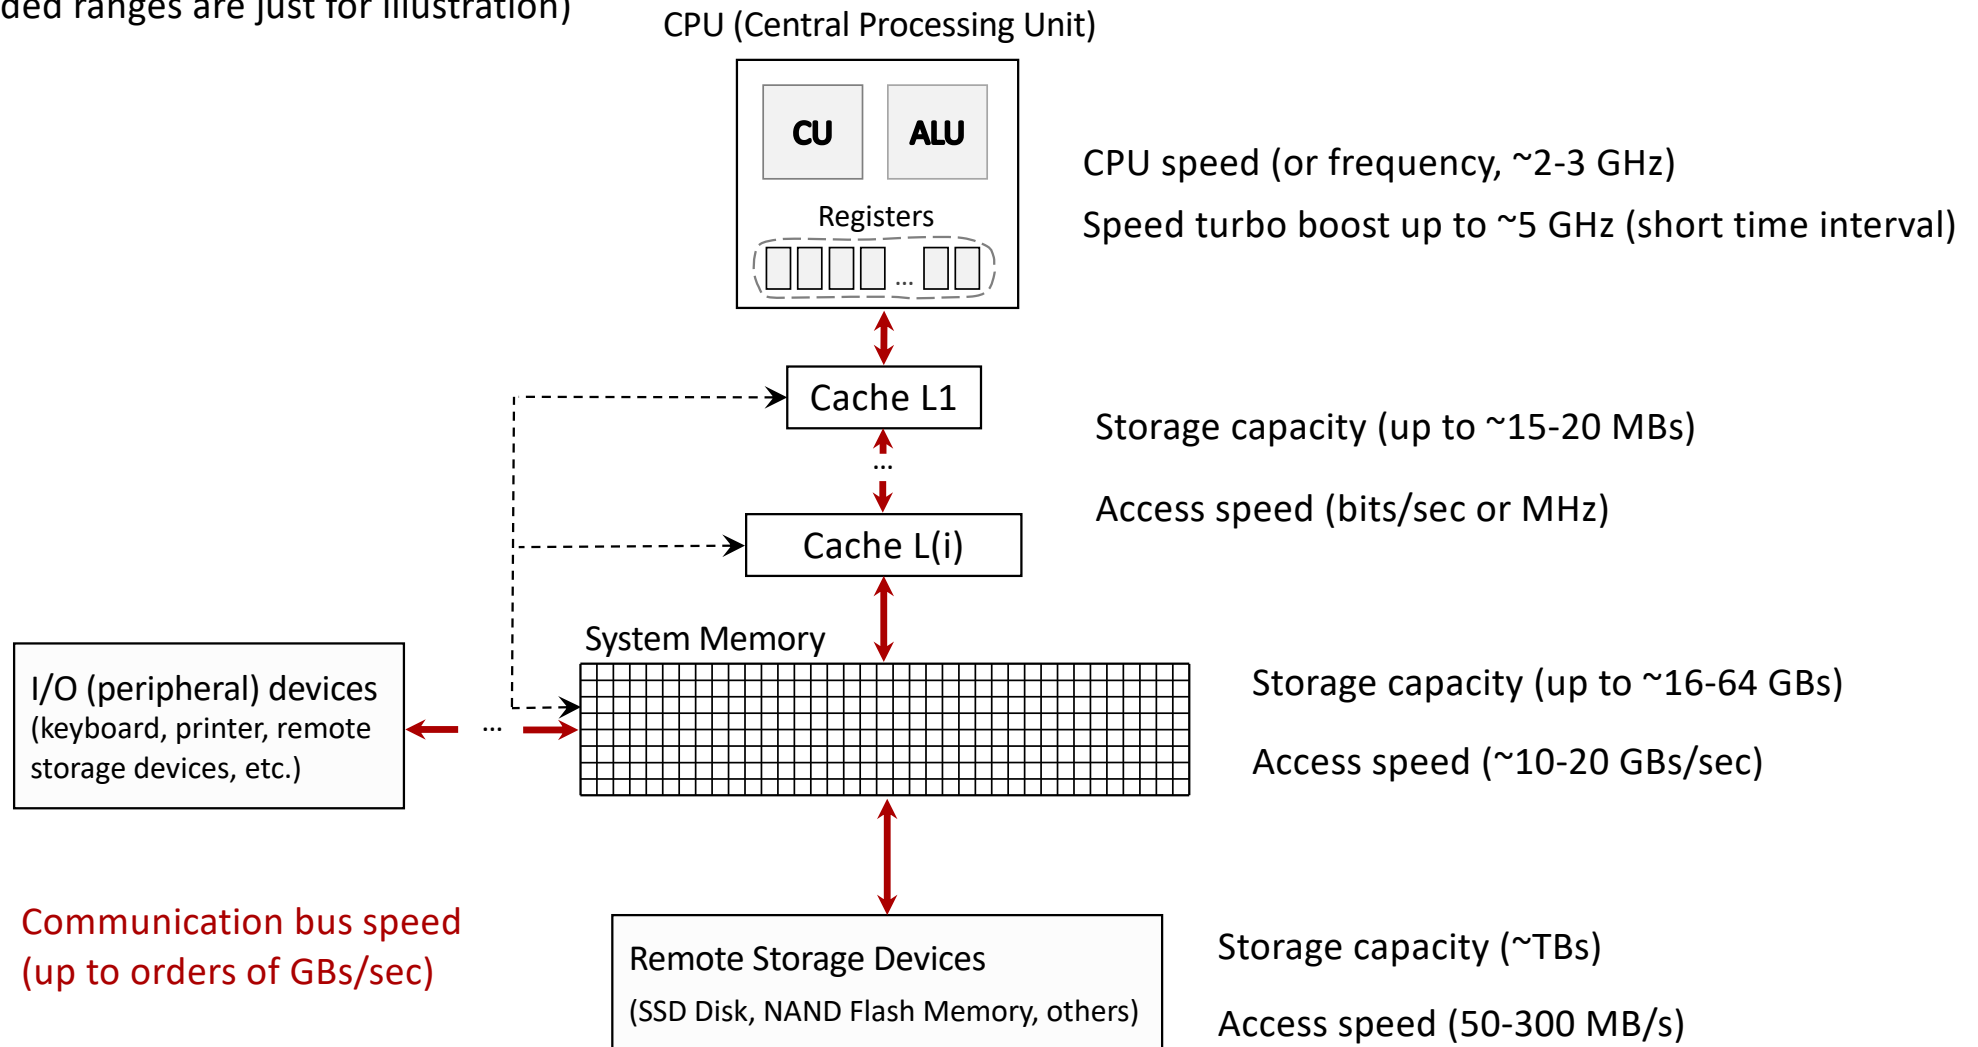 ded ranges are just for illustration)
CPU (Central Processing Unit)
CU
ALU
CPU speed (or frequency, ~2-3 GHz)
Registers
Speed turbo boost up to ~5 GHz (short time interval)
...
Cache L1
Storage capacity (up to ~15-20 MBs)
...
Access speed (bits/sec or MHz)
Cache L(i)
System Memory
I/O (peripheral) devices
(keyboard, printer, remote
storage devices, etc.)
...
Storage capacity (up to ~16-64 GBs)
Access speed (~10-20 GBs/sec)
Communication bus speed
(up to orders of GBs/sec)
Remote Storage Devices
(SSD Disk, NAND Flash Memory, others)
Storage capacity (~TBs)
Access speed (50-300 MB/s)